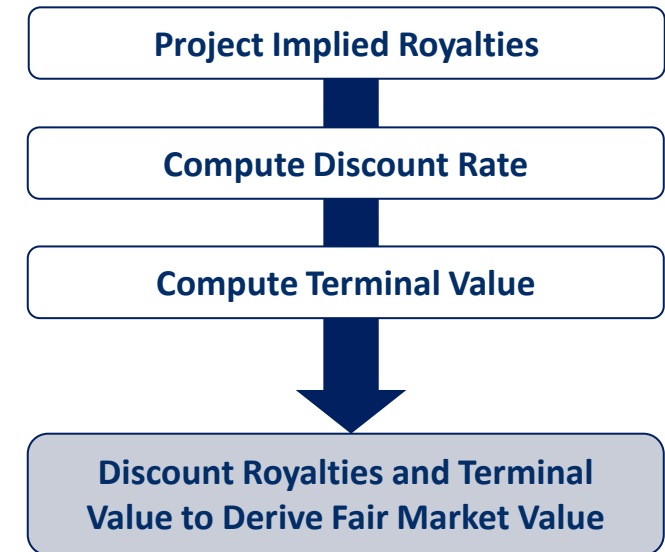 Project Implied Royalties
Compute Discount Rate
Compute Terminal Value
Discount Royalties and Terminal
Value to Derive Fair Market Value